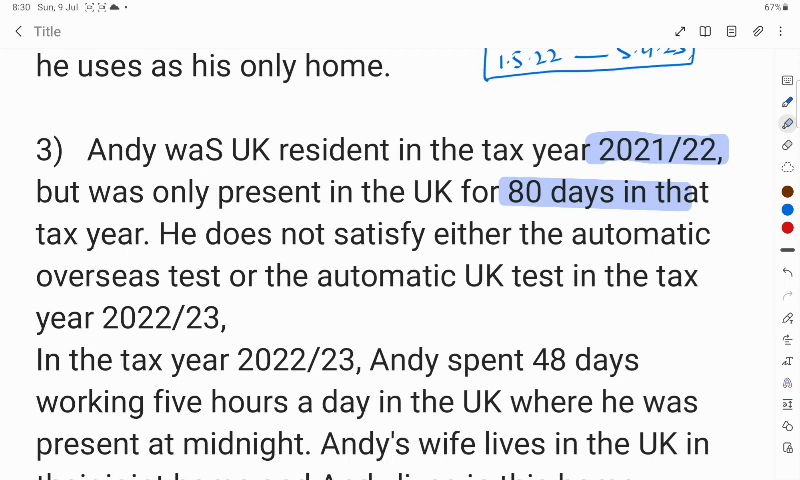 8:30 Sun, 9 Jul
67%
Title
he uses as his only home.
1.5.22 — 5.4.23
3) Andy waS UK resident in the tax year 2021/22,
but was only present in the UK for 80 days in that
tax year. He does not satisfy either the automatic
overseas test or the automatic UK test in the tax
year 2022/23,
In the tax year 2022/23, Andy spent 48 days
working five hours a day in the UK where he was
present at midnight. Andy's wife lives in the UK in